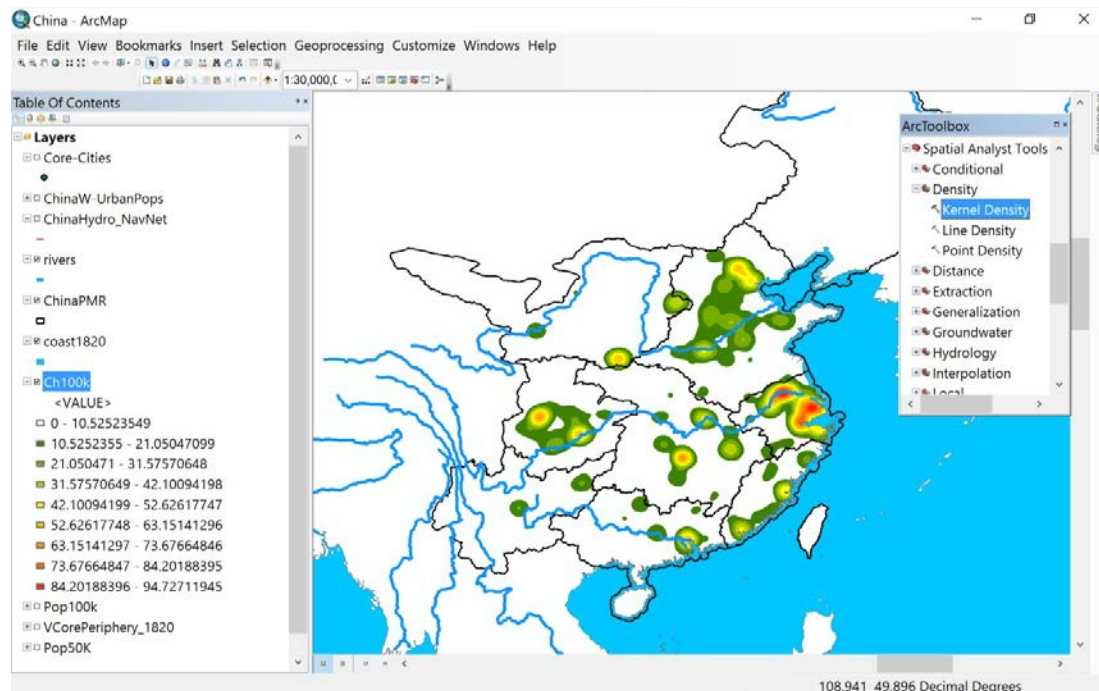 China - ArcMap
File Edit View Bookmarks Insert Selection Geoprocessing Customize Windows Help
1:30,000,(
Table Of Contents
Layers
Core-Cities
ChinaW-UrbanPops
ChinaHydro_NavNet
rivers
ChinaPMR
coast1820
Ch100k
<VALUE>
0 - 10.52523549
10.5252355 - 21.05047099
21.050471 - 31.57570648
31.57570649 - 42.10094198
42.10094199 - 52.62617747
52.62617748 - 63.15141296
63.15141297 - 73.67664846
73.67664847 - 84.20188395
84.20188396 - 94.72711945
Pop100k
VCorePeriphery_1820
Pop50K
ArcToolbox
Spatial Analyst Tools
Conditional
Density
Kernel Density
Line Density
Point Density
Distance
Extraction
Generalization
Groundwater
Hydrology
Interpolation
Local
108.941 49.896 Decimal Degrees